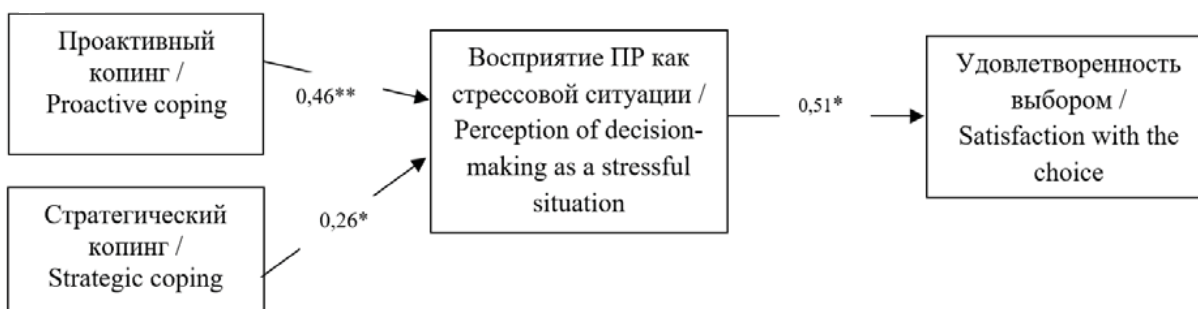 Проактивный
копинг /
Proactive coping
0,46**
Стратегический
копинг /
Strategic coping
0,26*
Восприятие ПР как
стрессовой ситуации /
Perception of decision-
making as a stressful
situation
0,51*
Удовлетворенность
выбором /
Satisfaction with the
choice